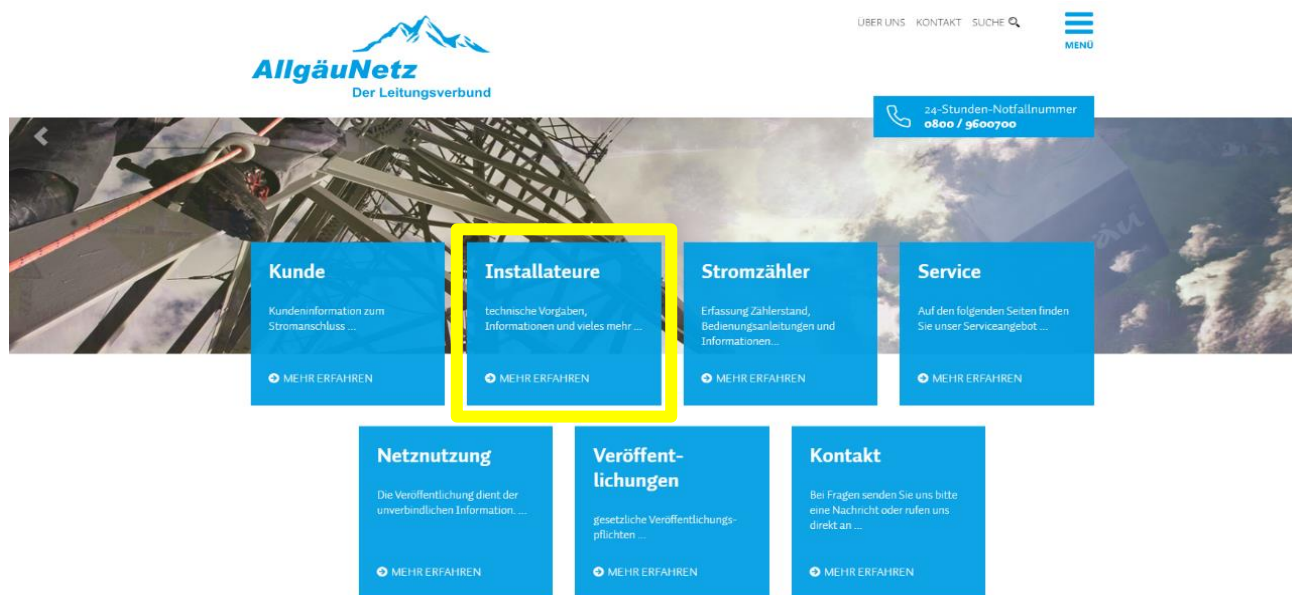 ÜBER UNS KONTAKT SUCHE
MENÜ
AllgäuNetz
Der Leitungsverbund
24-Stunden-Notfallnummer
0800 / 9600700
Kunde
Kundeninformation zum
Stromanschluss ...
MEHR ERFAHREN
Installateure
technische Vorgaben,
Informationen und vieles mehr ...
MEHR ERFAHREN
Stromzähler
Erfassung Zählerstand,
Bedienungsanleitungen und
Informationen...
MEHR ERFAHREN
Service
Auf den folgenden Seiten finden
Sie unser Serviceangebot ...
MEHR ERFAHREN
Netznutzung
Die Veröffentlichung dient der
unverbindlichen Information. ...
MEHR ERFAHREN
Veröffent-
lichungen
gesetzliche Veröffentlichungs-
pflichten ...
MEHR ERFAHREN
Kontakt
Bei Fragen senden Sie uns bitte
eine Nachricht oder rufen uns
direkt an ...
MEHR ERFAHREN